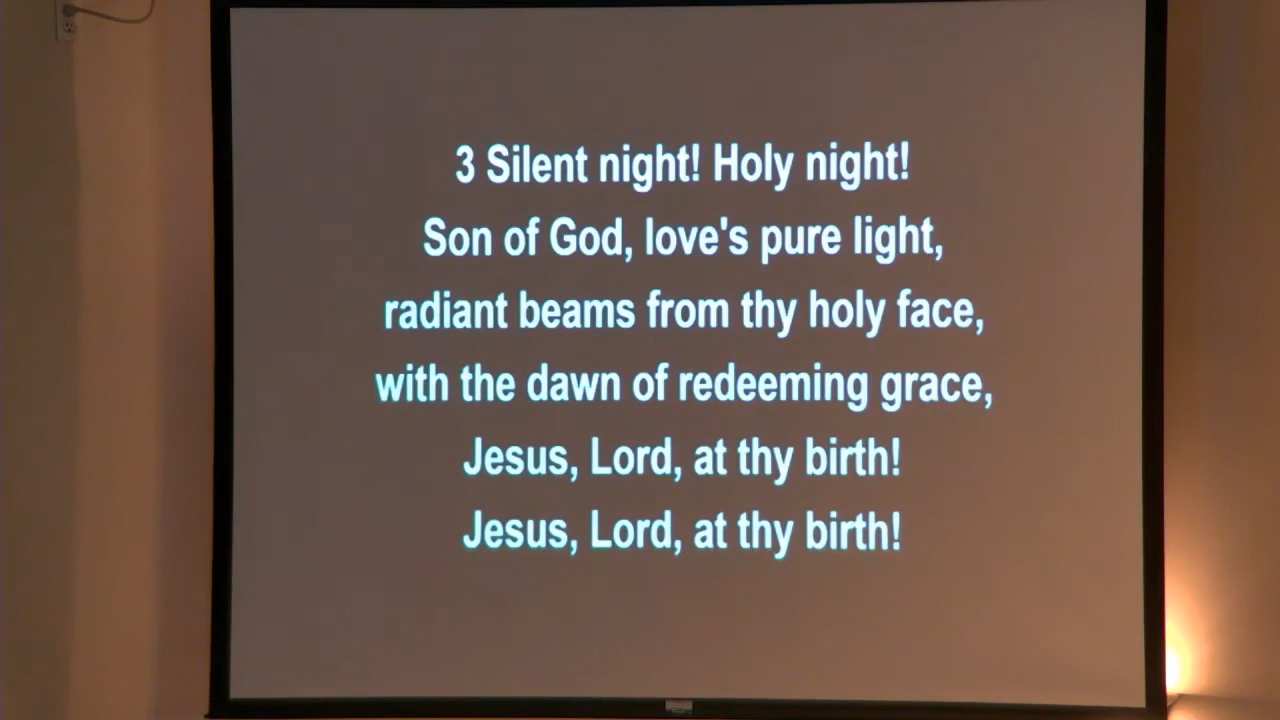 3 Silent night! Holy night!
Son of God, love's pure light,
radiant beams from thy holy face,
with the dawn of redeeming grace,
Jesus, Lord, at thy birth!
Jesus, Lord, at thy birth!